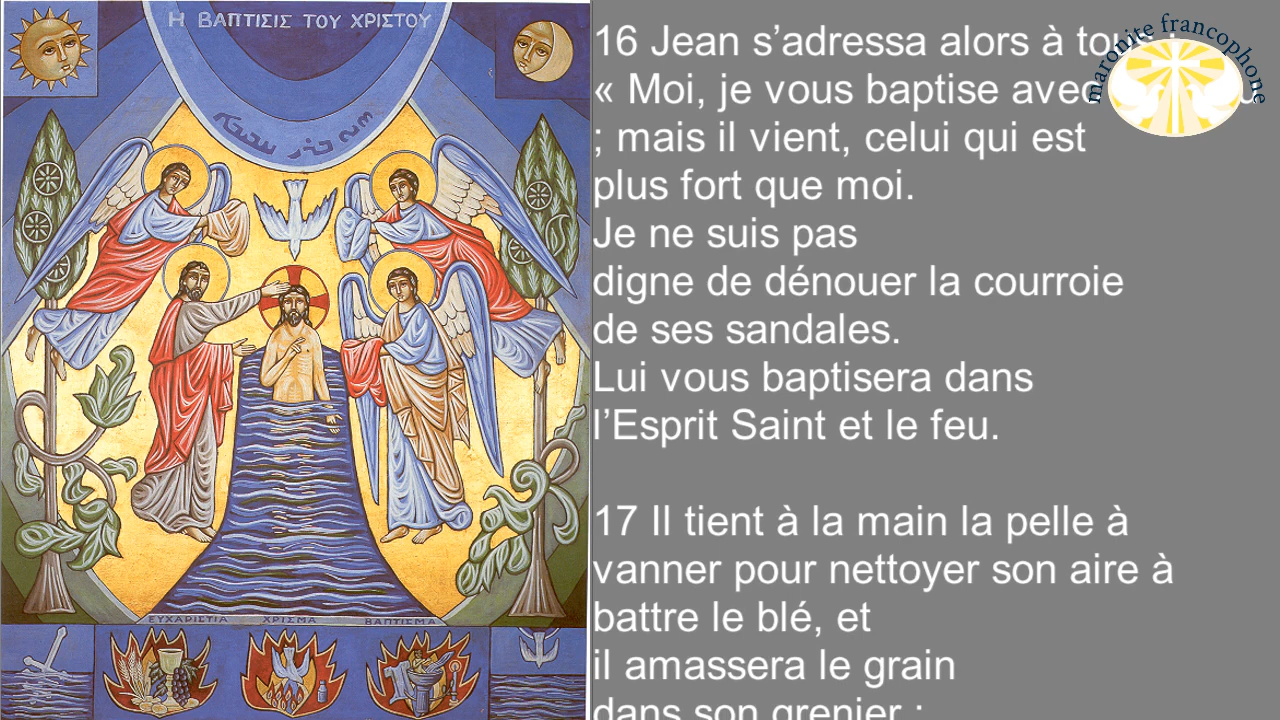 Η ΒΑΠΤΙΣΙΣ ΤΟΥ ΧΡΙΣΤΟΥ
ΕΥΧΑΡΙΣΤΙΑ ΧΡΙΣΜΑ ΒΑΠΤΙΣΜΑ
16 Jean s’adressa alors à tous :
« Moi, je vous baptise avec
; mais il vient, celui qui est
plus fort que moi.
Je ne suis pas
digne de dénouer la courroie
de ses sandales.
Lui vous baptisera dans
l’Esprit Saint et le feu.
17 Il tient à la main la pelle à
vanner pour nettoyer son aire à
battre le blé, et
il amassera le grain
dans son grenier ;
maronite francophone